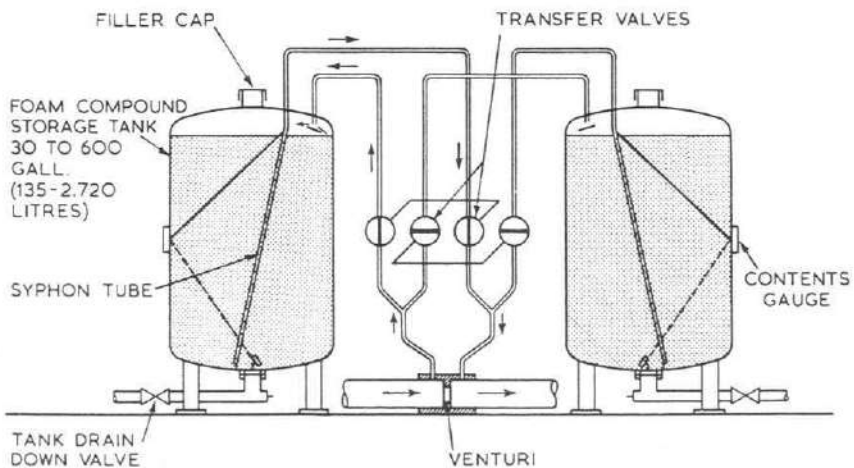 FILLER CAP
TRANSFER VALVES
FOAM COMPOUND
STORAGE TANK
30 TO 600
GALL.
(135-2.720
LITRES)
SYPHON TUBE
CONTENTS
GAUGE
TANK DRAIN
DOWN VALVE
VENTURI